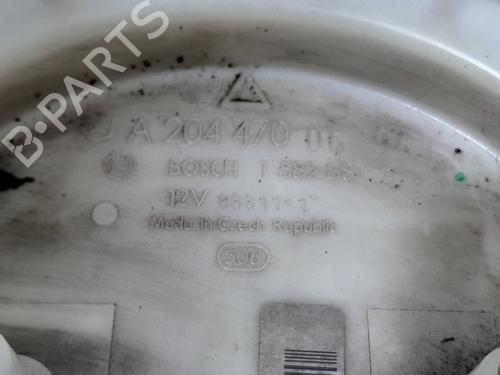 B-PARTS
A 204 470
BOSCH
12V
Made in Czech Republic
506